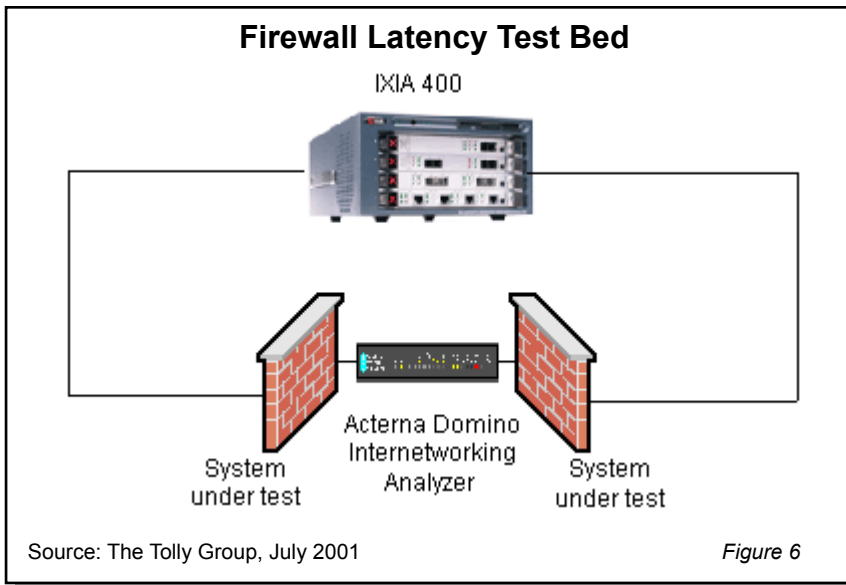 Firewall Latency Test Bed
IXIA 400
Acterna Domino
Internetworking
Analyzer
System
under test
System
under test
Source: The Tolly Group, July 2001
Figure 6